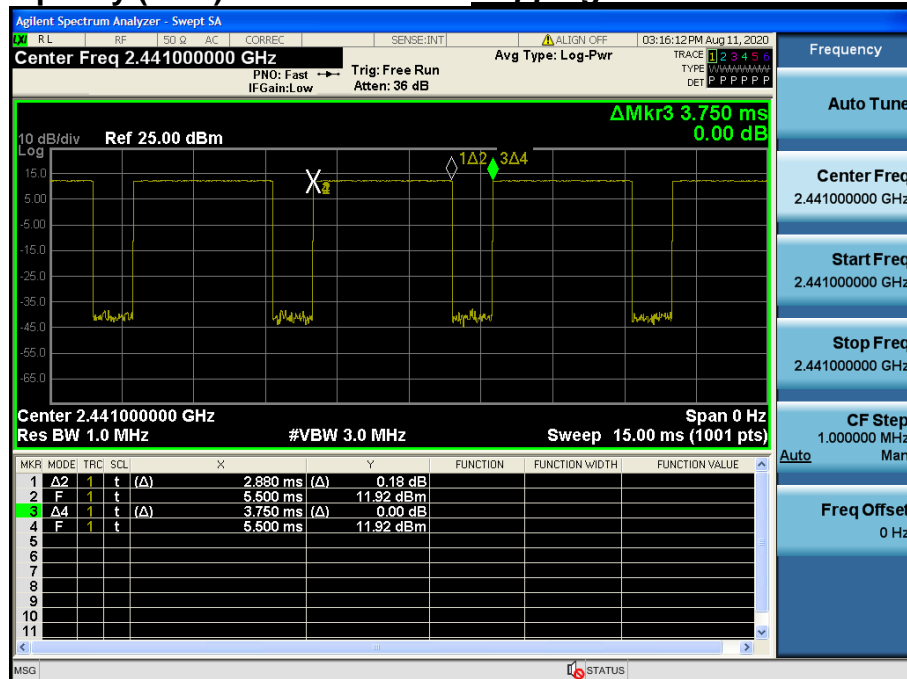 Agilent Spectrum Analyzer - Swept SA
LXI RL RF 50 Ω AC CORREC SENSE:INT ALIGN OFF 03:16:12 PM Aug 11, 2020
Center Freq 2.441000000 GHz
PNO: Fast
IFGain:Low
Trig: Free Run
Atten: 36 dB
Avg Type: Log-Pwr
TRACE 1 2 3 4 5 6
TYPE WWWWWW
DET P P P P P P
ΔMkr3 3.750 ms
0.00 dB
10 dB/div Ref 25.00 dBm
Log
1Δ2 3Δ4
15.0
5.00
-5.00
-15.0
-25.0
-35.0
-45.0
-55.0
-65.0
Center 2.441000000 GHz Span 0 Hz
Res BW 1.0 MHz #VBW 3.0 MHz Sweep 15.00 ms (1001 pts)
MKR MODE TRC SCL X Y FUNCTION FUNCTION WIDTH FUNCTION VALUE
1 Δ2 1 t (Δ) 2.880 ms (Δ) 0.18 dB
2 F 1 t 5.500 ms 11.92 dBm
3 Δ4 1 t (Δ) 3.750 ms (Δ) 0.00 dB
4 F 1 t 5.500 ms 11.92 dBm
5
6
7
8
9
10
11
MSG STATUS
Frequency
Auto Tune
Center Freq
2.441000000 GHz
Start Freq
2.441000000 GHz
Stop Freq
2.441000000 GHz
CF Step
1.000000 MHz
Auto Man
Freq Offset
0 Hz